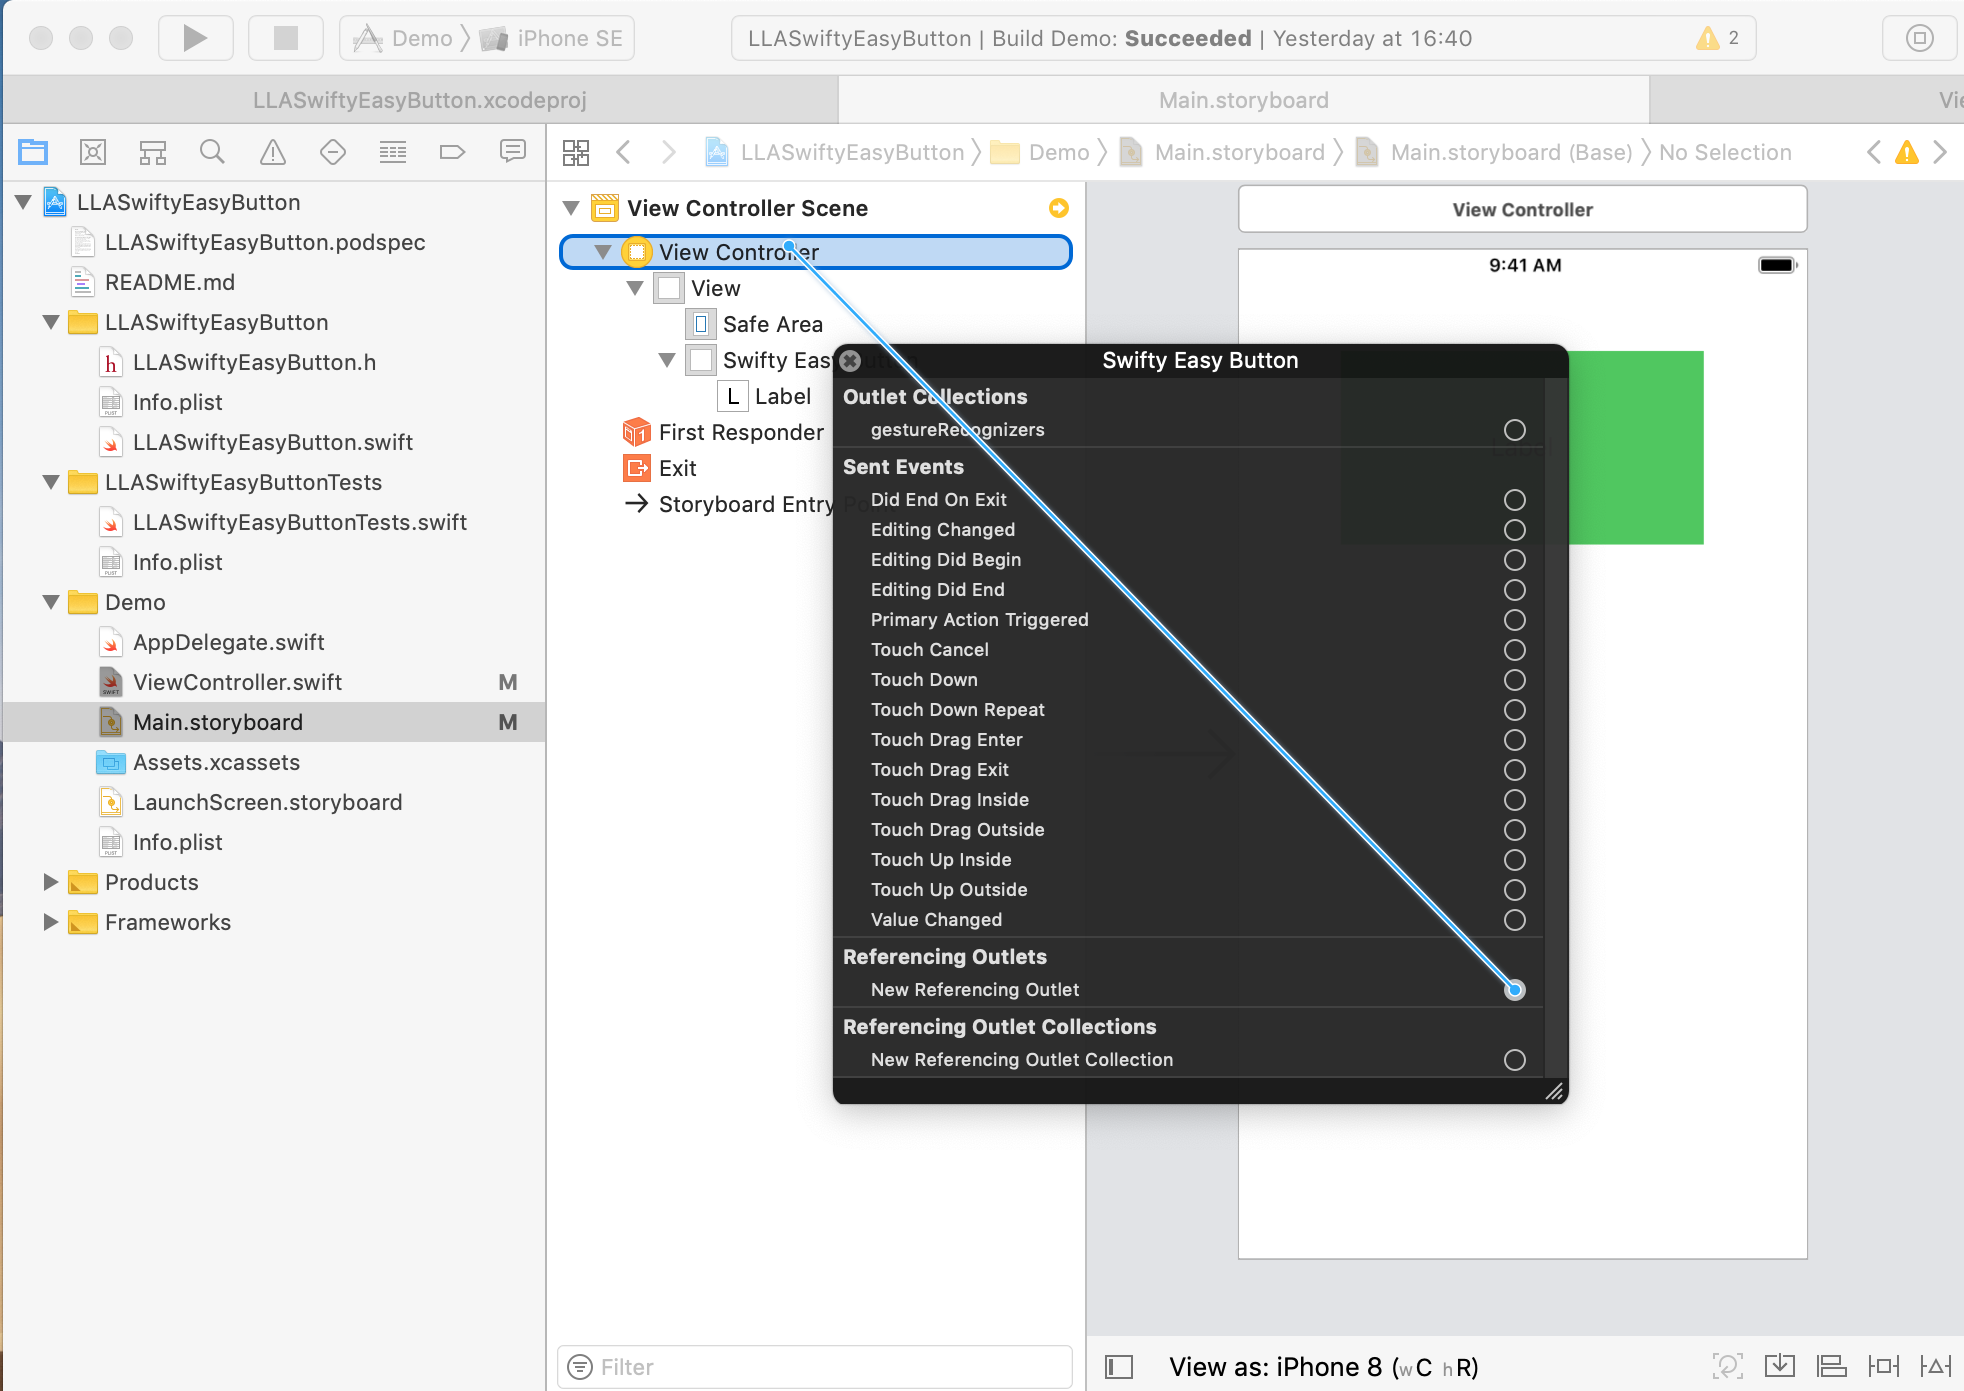 Demo
iPhone SE
LLASwiftyEasyButton | Build Demo: Succeeded | Yesterday at 16:40
2
LLASwiftyEasyButton.xcodeproj
Main.storyboard
LLASwiftyEasyButton
Demo
Main.storyboard
Main.storyboard (Base)
No Selection
LLASwiftyEasyButton
LLASwiftyEasyButton.podspec
README.md
LLASwiftyEasyButton
LLASwiftyEasyButton.h
Info.plist
LLASwiftyEasyButton.swift
LLASwiftyEasyButtonTests
LLASwiftyEasyButtonTests.swift
Info.plist
Demo
AppDelegate.swift
ViewController.swift M
Main.storyboard M
Assets.xcassets
LaunchScreen.storyboard
Info.plist
Products
Frameworks
View Controller Scene
View Controller
View
Safe Area
Swifty Easy Button
L Label
First Responder
Exit
Storyboard Entry Point
Filter
Swifty Easy Button
Outlet Collections
gestureRecognizers
Sent Events
Did End On Exit
Editing Changed
Editing Did Begin
Editing Did End
Primary Action Triggered
Touch Cancel
Touch Down
Touch Down Repeat
Touch Drag Enter
Touch Drag Exit
Touch Drag Inside
Touch Drag Outside
Touch Up Inside
Touch Up Outside
Value Changed
Referencing Outlets
New Referencing Outlet
Referencing Outlet Collections
New Referencing Outlet Collection
View Controller
9:41 AM
View as: iPhone 8 (wC hR)